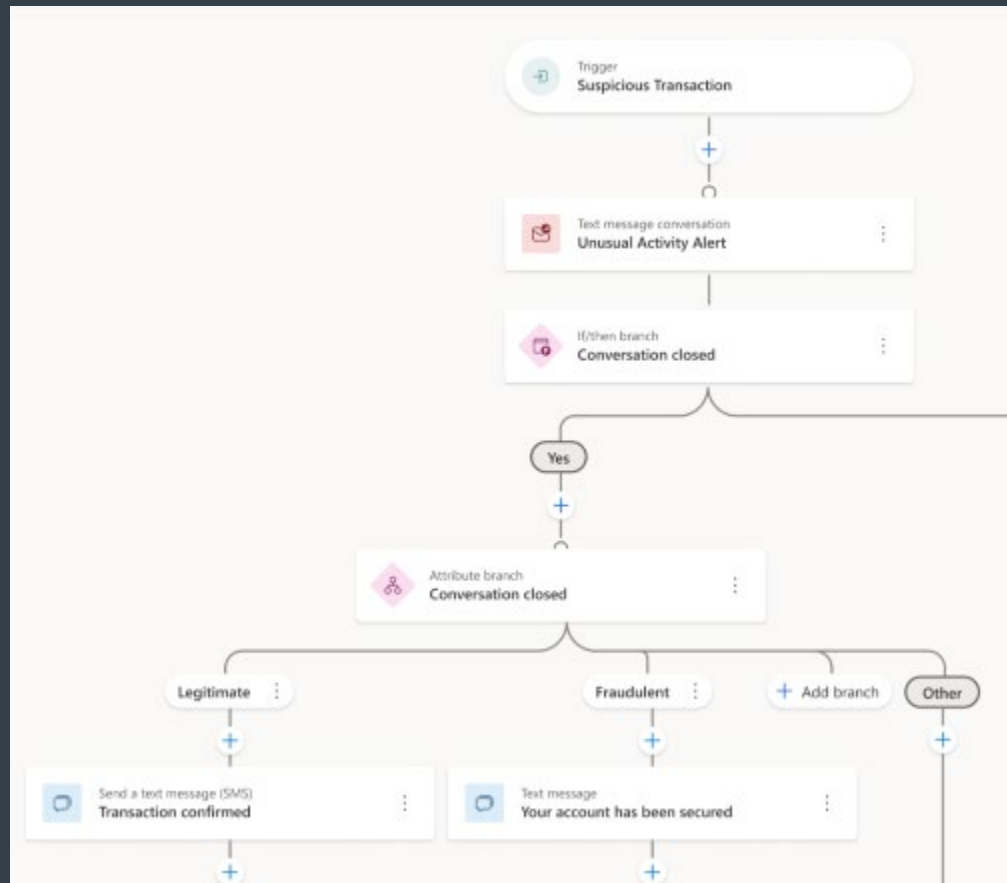 Trigger
Suspicious Transaction
Text message conversation
Unusual Activity Alert
If/then branch
Conversation closed
Yes
Attribute branch
Conversation closed
Legitimate
Fraudulent
+ Add branch
Other
Send a text message (SMS)
Transaction confirmed
Text message
Your account has been secured